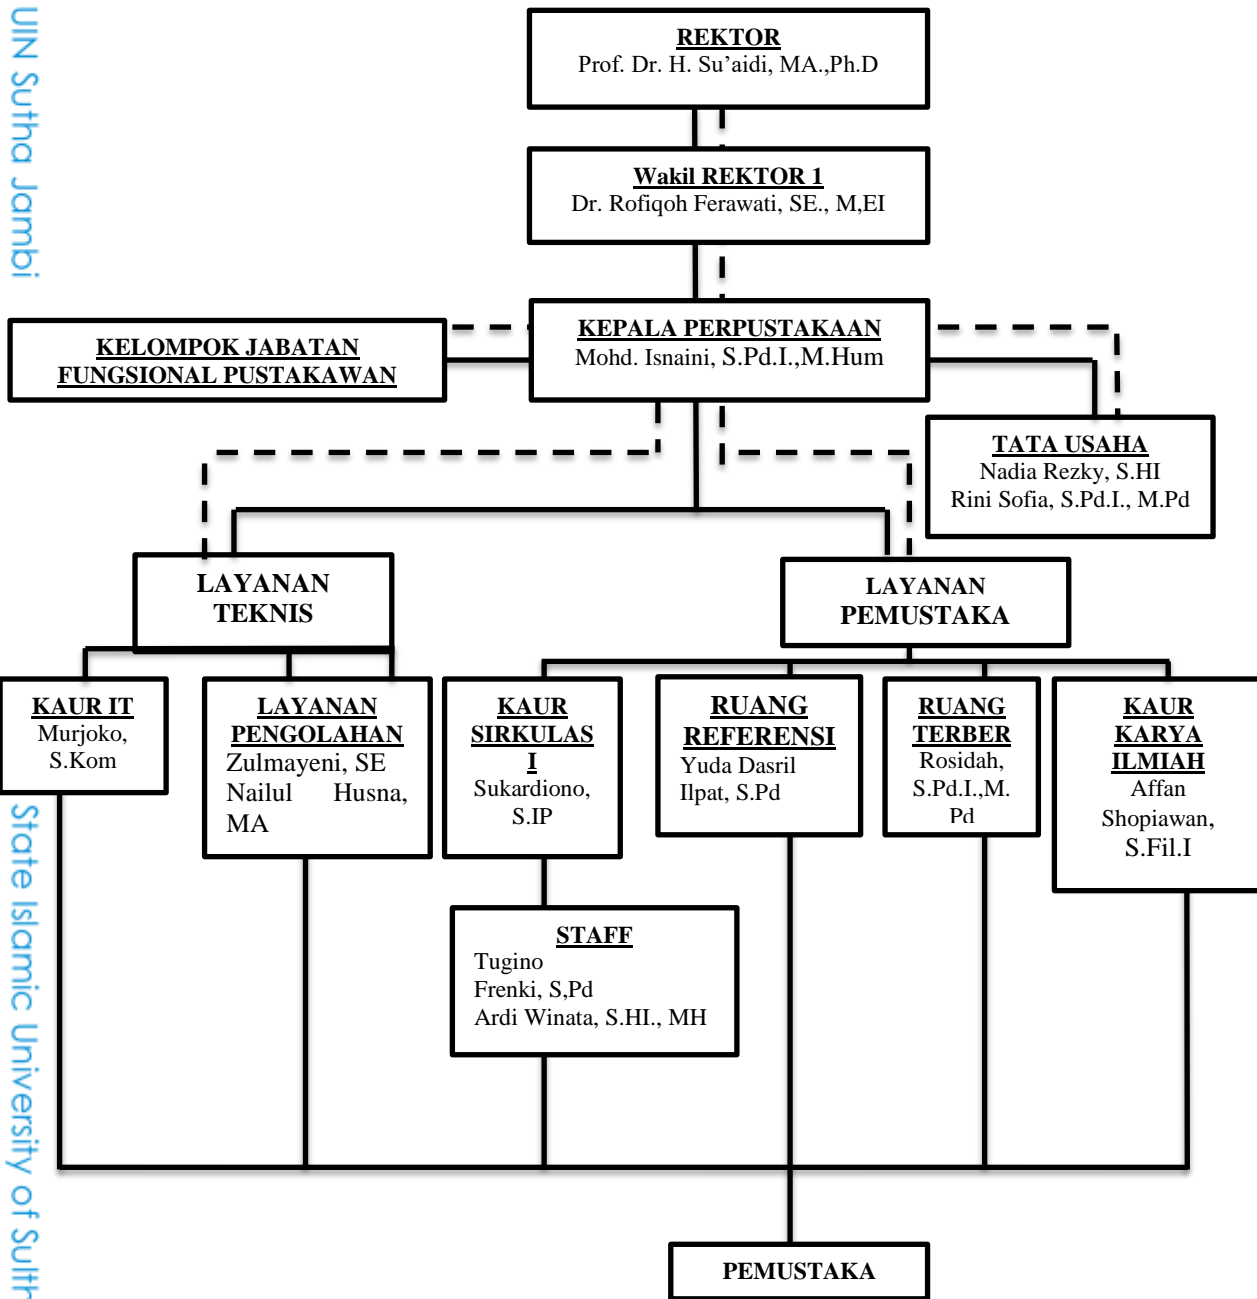 UIN Sutha Jambi
REKTOR
Prof. Dr. H. Su'aidi, MA.,Ph.D
Wakil REKTOR 1
Dr. Rofiqoh Ferawati, SE., M,EI
KELOMPOK JABATAN
FUNGSIONAL PUSTAKAWAN
KEPALA PERPUSTAKAAN
Mohd. Isnaini, S.Pd.I.,M.Hum
TATA USAHA
Nadia Rezky, S.HI
Rini Sofia, S.Pd.I., M.Pd
LAYANAN
TEKNIS
LAYANAN
PEMUSTAKA
KAUR IT
Murjoko,
S.Kom
LAYANAN
PENGOLAHAN
Zulmayeni, SE
Nailul Husna,
MA
KAUR
SIRKULAS
I
Sukardiono,
S.IP
RUANG
REFERENSI
Yuda Dasril
Ilpat, S.Pd
RUANG
TERBER
Rosidah,
S.Pd.I.,M.
Pd
KAUR
KARYA
ILMIAH
Affan
Shopiawan,
S.Fil.I
STAFF
Tugino
Frenki, S,Pd
Ardi Winata, S.HI., MH
PEMUSTAKA
State Islamic University of Sulth